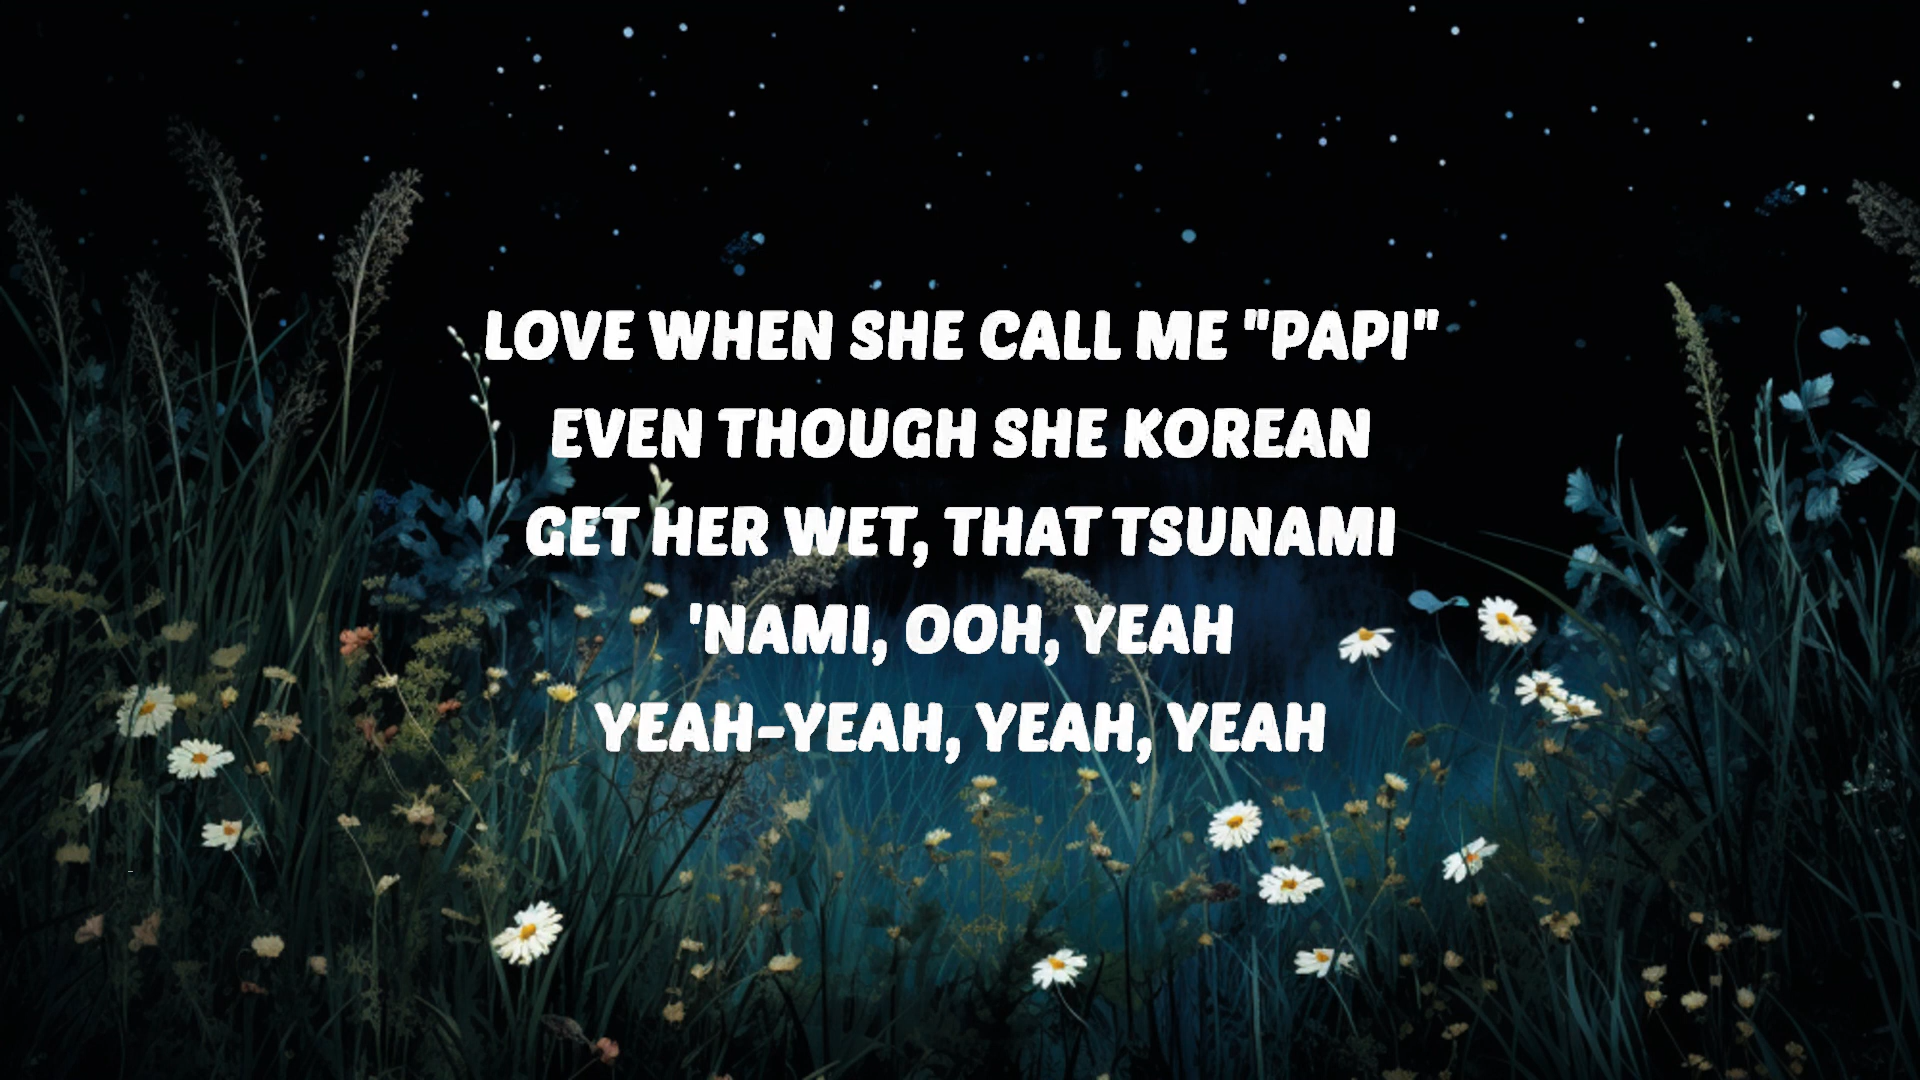 LOVE WHEN SHE CALL ME "PAPI"
EVEN THOUGH SHE KOREAN
GET HER WET, THAT TSUNAMI
'NAMI, OOH, YEAH
YEAH-YEAH, YEAH, YEAH